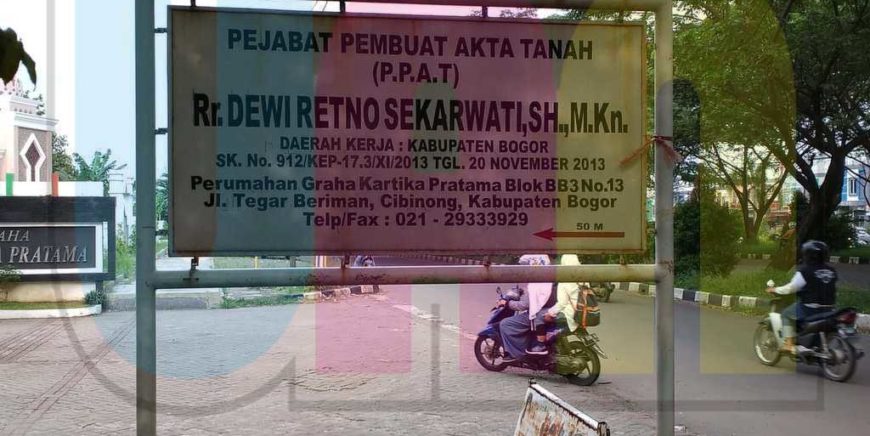 PEJABAT PEMBUAT AKTA TANAH
(P.P.A.T)
Rr. DEWI RETNO SEKARWATI,SH.,M.Kn.
DAERAH KERJA : KABUPATEN BOGOR
SK. No. 912/KEP-17.3/XI/2013 TGL. 20 NOVEMBER 2013
Perumahan Graha Kartika Pratama Blok BB3 No.13
Jl. Tegar Beriman, Cibinong, Kabupaten Bogor
Telp/Fax : 021 - 29333929
50 M
AHA
A PRATAMA